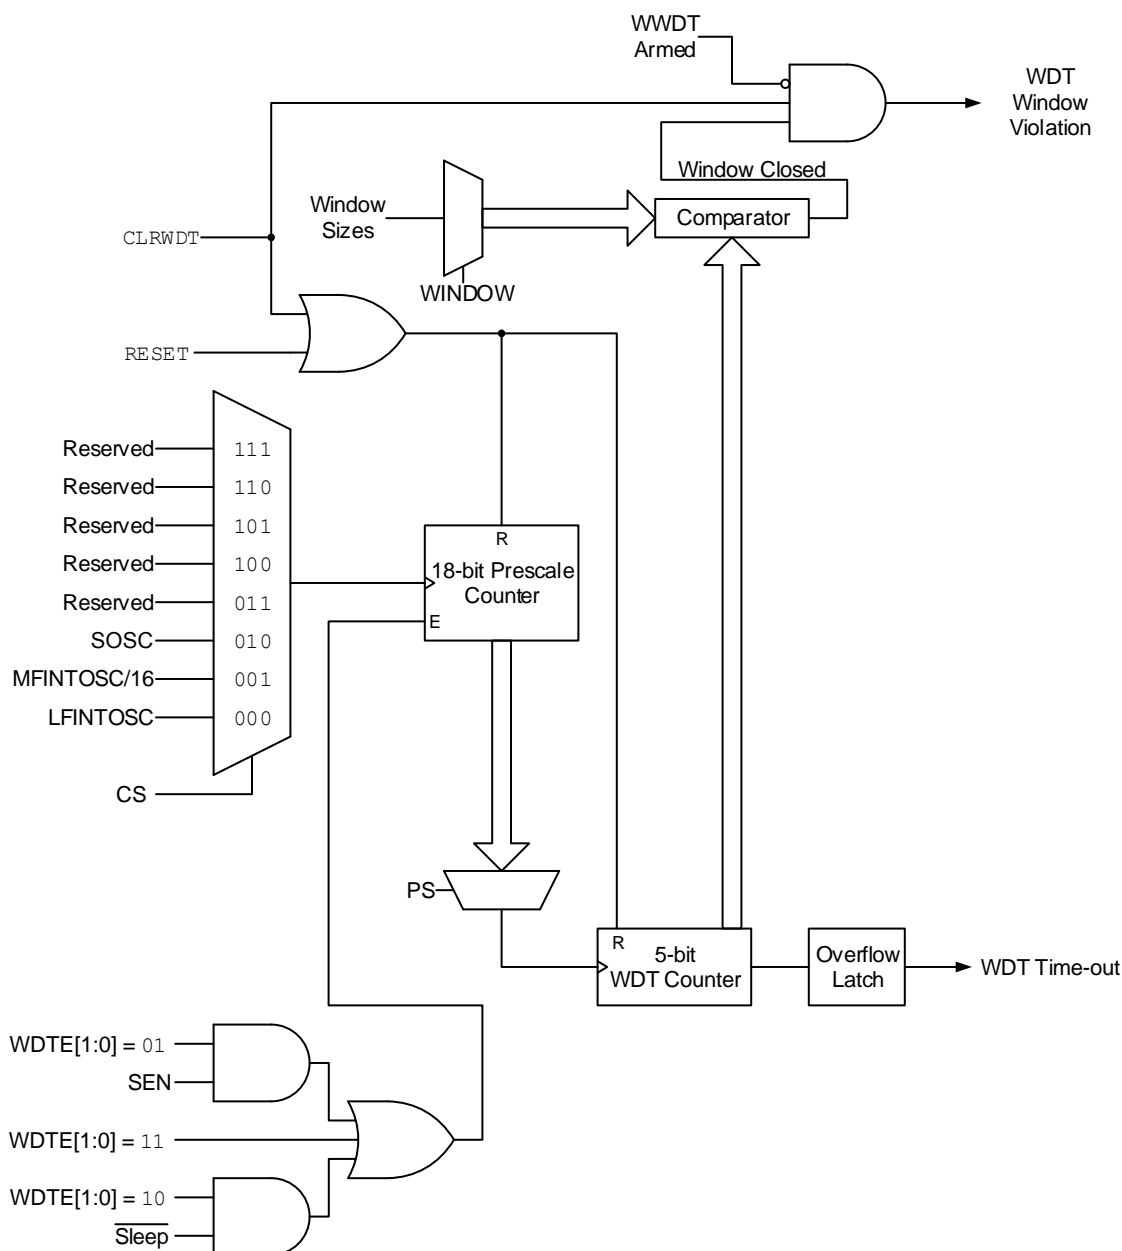 WWDT
Armed
WDT
Window
Violation
Window Closed
Window
Sizes
Comparator
CLRWDT
WINDOW
RESET
Reserved 111
Reserved 110
Reserved 101
Reserved 100
Reserved 011
SOSC 010
MFINTOSC/16 001
LFINTOSC 000
CS
R
18-bit Prescale
Counter
E
PS
R
5-bit
WDT Counter
Overflow
Latch
WDT Time-out
WDTE[1:0] = 01
SEN
WDTE[1:0] = 11
WDTE[1:0] = 10
Sleep